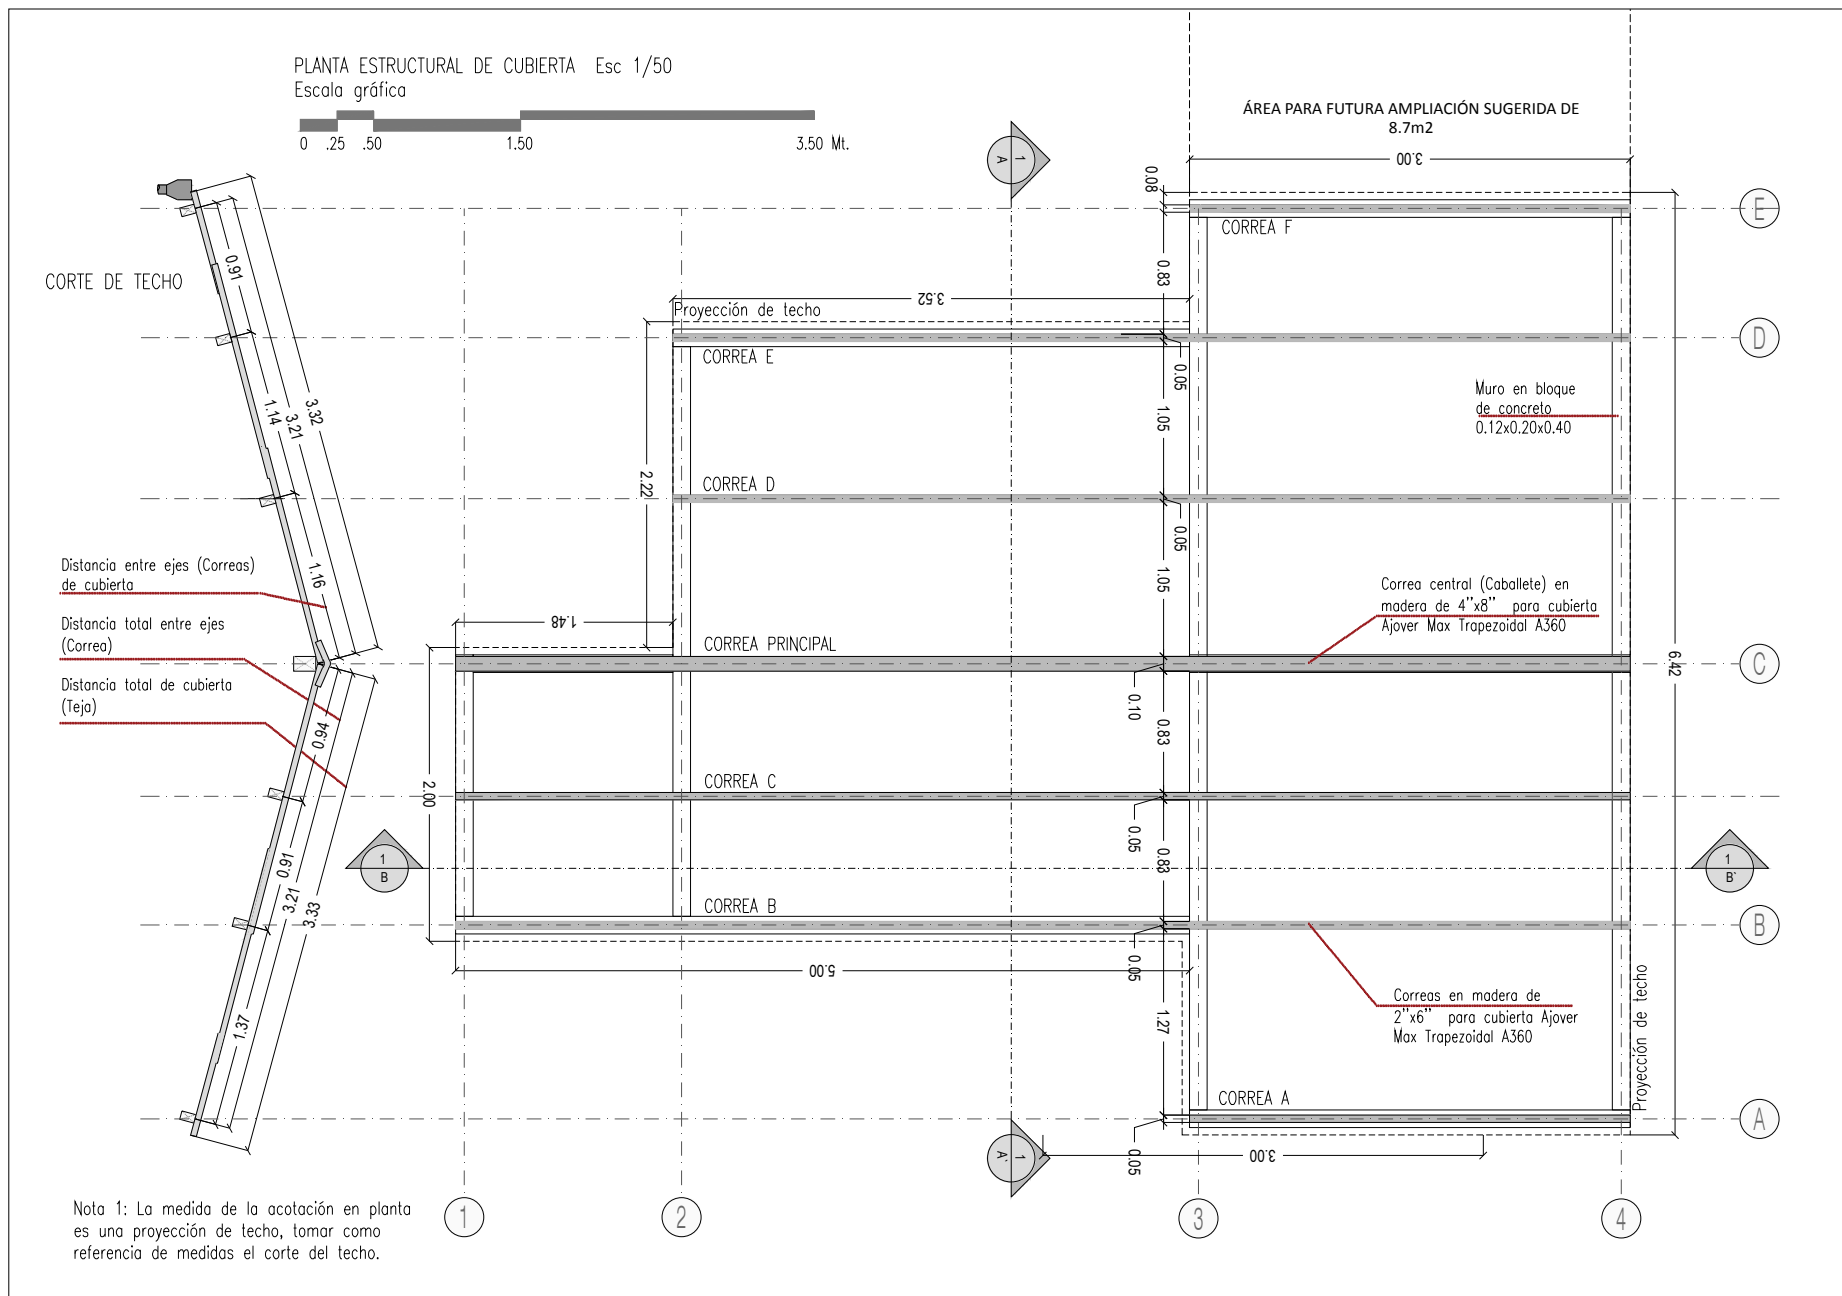 PLANTA ESTRUCTURAL DE CUBIERTA Esc 1/50
Escala gráfica
0 .25 .50 1.50 3.50 Mt.
ÁREA PARA FUTURA AMPLIACIÓN SUGERIDA DE
8.7m2
A 1
3.00
0.08
E
CORREA F
CORTE DE TECHO
0.91
0.83
3.52
Proyección de techo
D
CORREA E
0.05
Muro en bloque
de concreto
0.12x0.20x0.40
1.14
3.21
3.32
1.05
2.22
CORREA D
0.05
Distancia entre ejes (Correas)
de cubierta
1.16
1.05
Correa central (Caballete) en
madera de 4”x8” para cubierta
Ajover Max Trapezoidal A360
Distancia total entre ejes
(Correa)
1.48
CORREA PRINCIPAL
C
6.42
Distancia total de cubierta
(Teja)
0.10
0.94
0.83
2.00
CORREA C
0.05
0.91
3.21
3.33
0.83
1
B
1
B'
CORREA B
B
0.05
5.00
1.37
1.27
Correas en madera de
2”x6” para cubierta Ajover
Max Trapezoidal A360
Proyección de techo
CORREA A
A
A' 1
0.05
3.00
Nota 1: La medida de la acotación en planta
es una proyección de techo, tomar como
referencia de medidas el corte del techo.
1 2 3 4